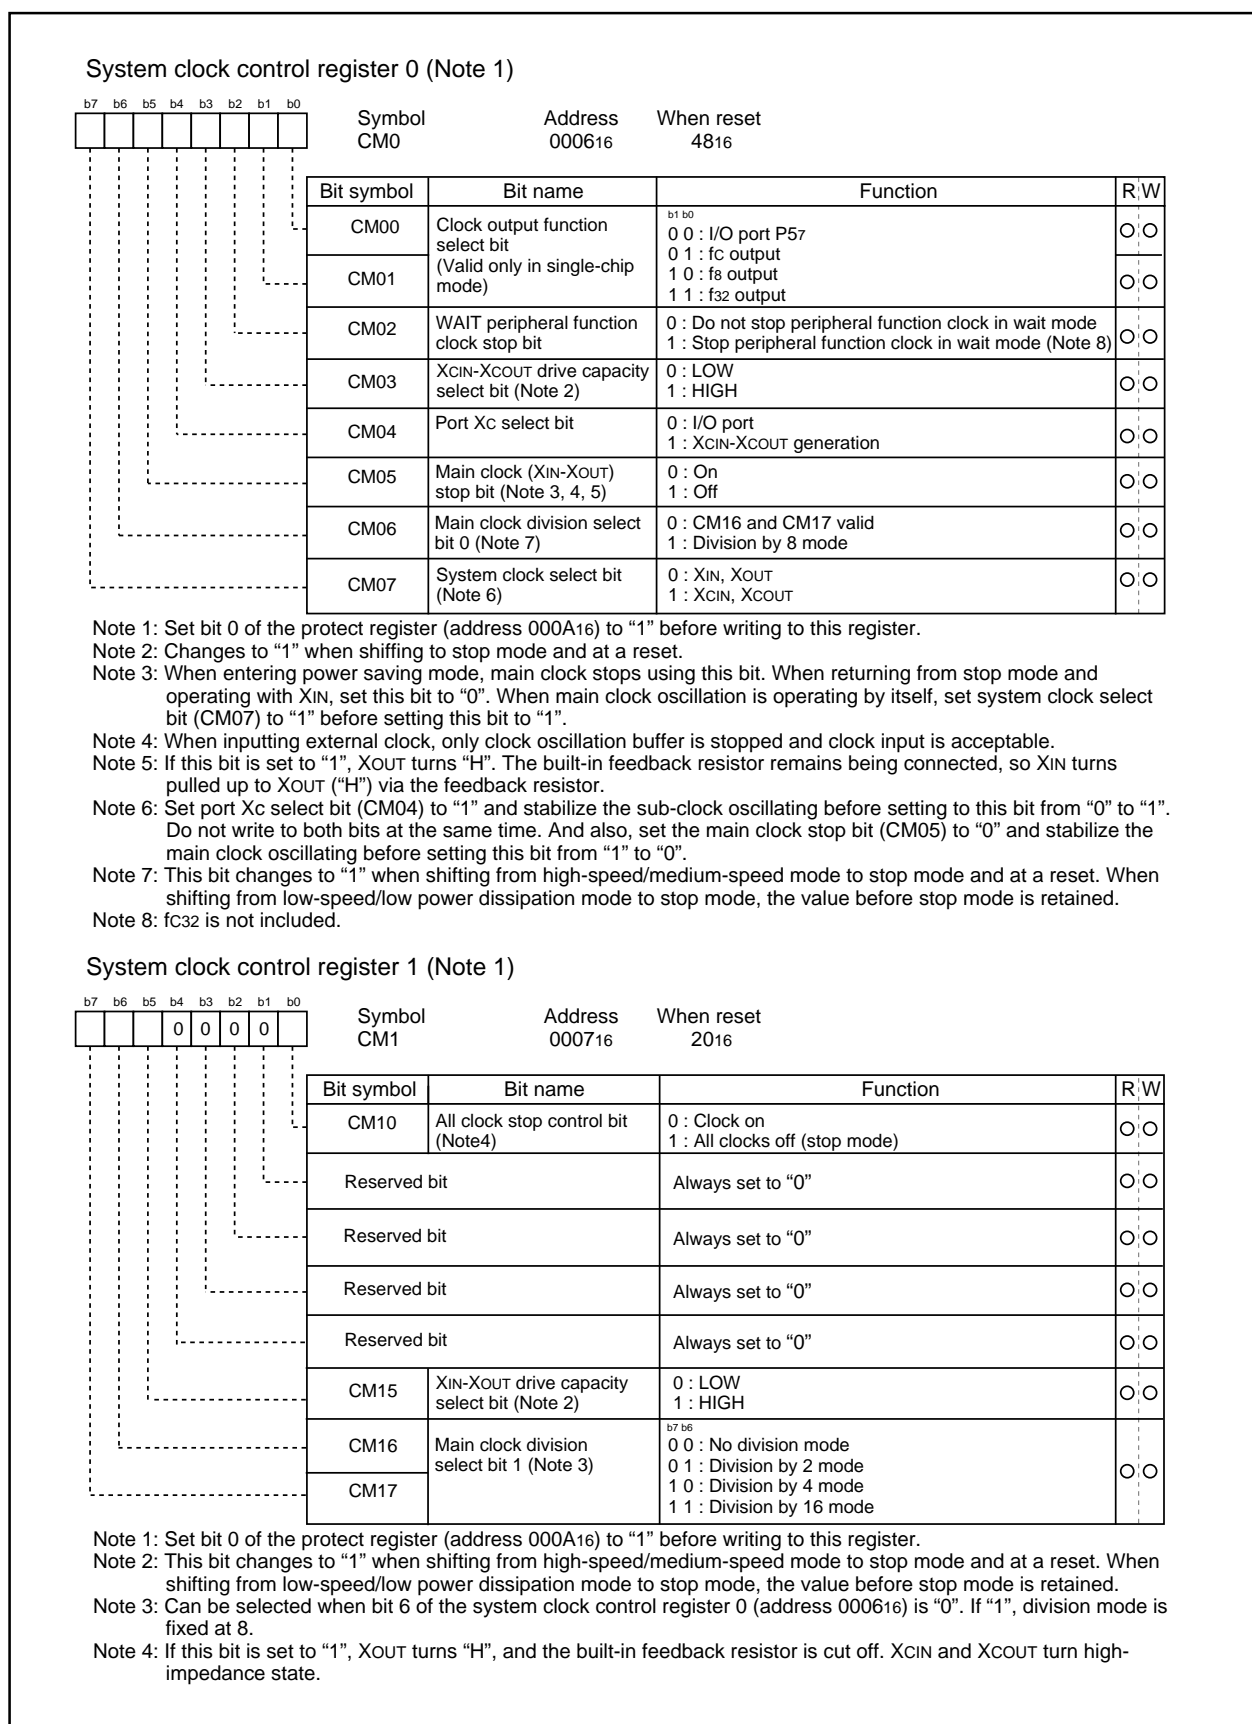 System clock control register 0 (Note 1)
b7 b6 b5 b4 b3 b2 b1 b0
Symbol Address When reset
CM0 000616 4816
Bit symbol Bit name Function R W
CM00 Clock output function select bit (Valid only in single-chip mode)
b1 b0
0 0 : I/O port P57
0 1 : fC output
CM01
1 0 : f8 output
1 1 : f32 output
CM02 WAIT peripheral function 0 : Do not stop peripheral function clock in wait mode
clock stop bit 1 : Stop peripheral function clock in wait mode (Note 8)
CM03 XCIN-XCOUT drive capacity 0 : LOW
select bit (Note 2) 1 : HIGH
CM04 Port XC select bit 0 : I/O port
1 : XCIN-XCOUT generation
CM05 Main clock (XIN-XOUT) 0 : On
stop bit (Note 3, 4, 5) 1 : Off
CM06 Main clock division select 0 : CM16 and CM17 valid
bit 0 (Note 7) 1 : Division by 8 mode
CM07 System clock select bit 0 : XIN, XOUT
(Note 6) 1 : XCIN, XCOUT
Note 1: Set bit 0 of the protect register (address 000A16) to “1” before writing to this register.
Note 2: Changes to “1” when shiffing to stop mode and at a reset.
Note 3: When entering power saving mode, main clock stops using this bit. When returning from stop mode and
operating with XIN, set this bit to “0”. When main clock oscillation is operating by itself, set system clock select
bit (CM07) to “1” before setting this bit to “1”.
Note 4: When inputting external clock, only clock oscillation buffer is stopped and clock input is acceptable.
Note 5: If this bit is set to “1”, XOUT turns “H”. The built-in feedback resistor remains being connected, so XIN turns
pulled up to XOUT (“H”) via the feedback resistor.
Note 6: Set port Xc select bit (CM04) to “1” and stabilize the sub-clock oscillating before setting to this bit from “0” to “1”.
Do not write to both bits at the same time. And also, set the main clock stop bit (CM05) to “0” and stabilize the
main clock oscillating before setting this bit from “1” to “0”.
Note 7: This bit changes to “1” when shifting from high-speed/medium-speed mode to stop mode and at a reset. When
shifting from low-speed/low power dissipation mode to stop mode, the value before stop mode is retained.
Note 8: fC32 is not included.
System clock control register 1 (Note 1)
b7 b6 b5 b4 b3 b2 b1 b0
0 0 0 0
Symbol Address When reset
CM1 000716 2016
Bit symbol Bit name Function R W
CM10 All clock stop control bit 0 : Clock on
(Note4) 1 : All clocks off (stop mode)
Reserved bit Always set to “0”
Reserved bit Always set to “0”
Reserved bit Always set to “0”
Reserved bit Always set to “0”
CM15 XIN-XOUT drive capacity 0 : LOW
select bit (Note 2) 1 : HIGH
b7 b6
CM16 Main clock division 0 0 : No division mode
select bit 1 (Note 3) 0 1 : Division by 2 mode
CM17 1 0 : Division by 4 mode
1 1 : Division by 16 mode
Note 1: Set bit 0 of the protect register (address 000A16) to “1” before writing to this register.
Note 2: This bit changes to “1” when shifting from high-speed/medium-speed mode to stop mode and at a reset. When
shifting from low-speed/low power dissipation mode to stop mode, the value before stop mode is retained.
Note 3: Can be selected when bit 6 of the system clock control register 0 (address 000616) is “0”. If “1”, division mode is
fixed at 8.
Note 4: If this bit is set to “1”, XOUT turns “H”, and the built-in feedback resistor is cut off. XCIN and XCOUT turn high-
impedance state.